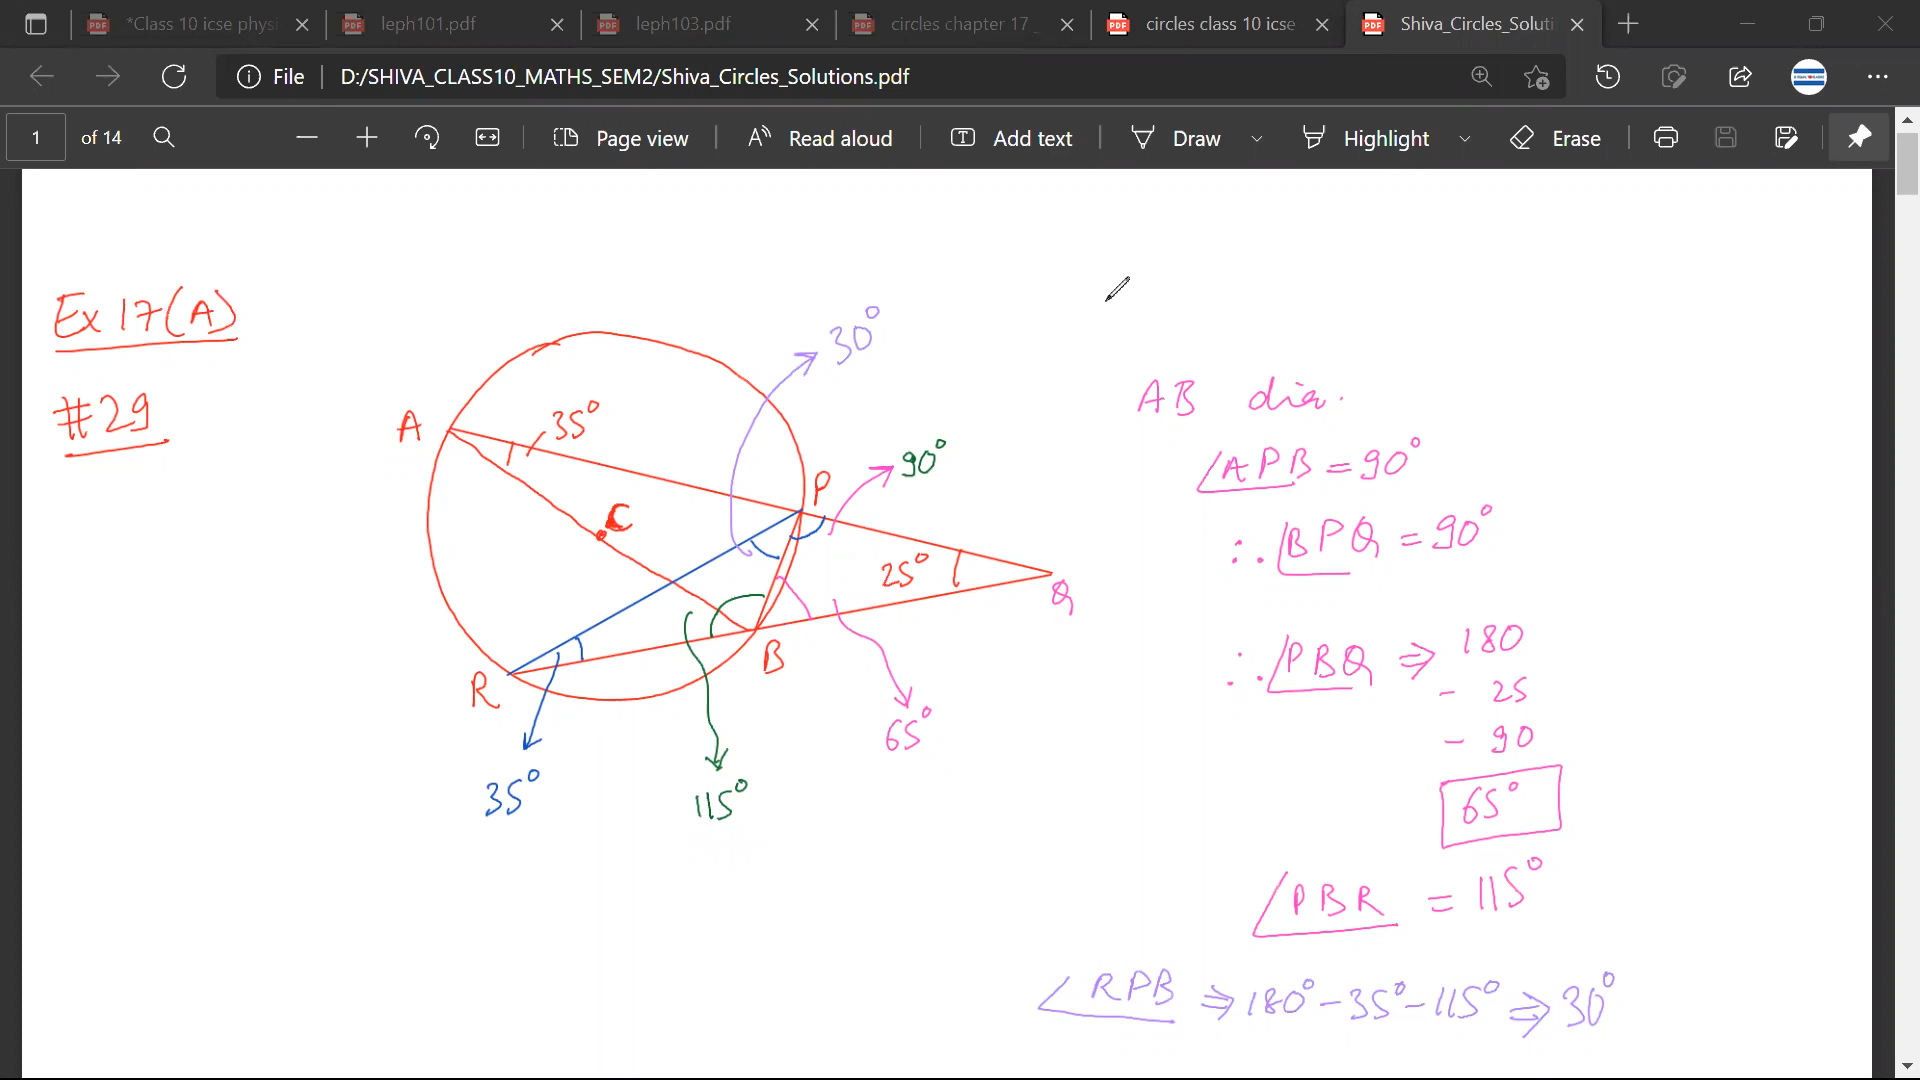 *Class 10 icse physi
leph101.pdf
leph103.pdf
circles chapter 17
circles class 10 icse
Shiva_Circles_Soluti
File
D:/SHIVA_CLASS10_MATHS_SEM2/Shiva_Circles_Solutions.pdf
1 of 14
Page view
Read aloud
Add text
Draw
Highlight
Erase
Ex 17(A)
#29
30°
A
35°
90°
P
C
25°
Q
B
R
65°
35°
115°
AB dia.
∠APB = 90°
∴ ∠BPQ = 90°
∴ ∠PBQ ⇒ 180
- 25
- 90
65°
∠PBR = 115°
∠RPB ⇒ 180° - 35° - 115° ⇒ 30°